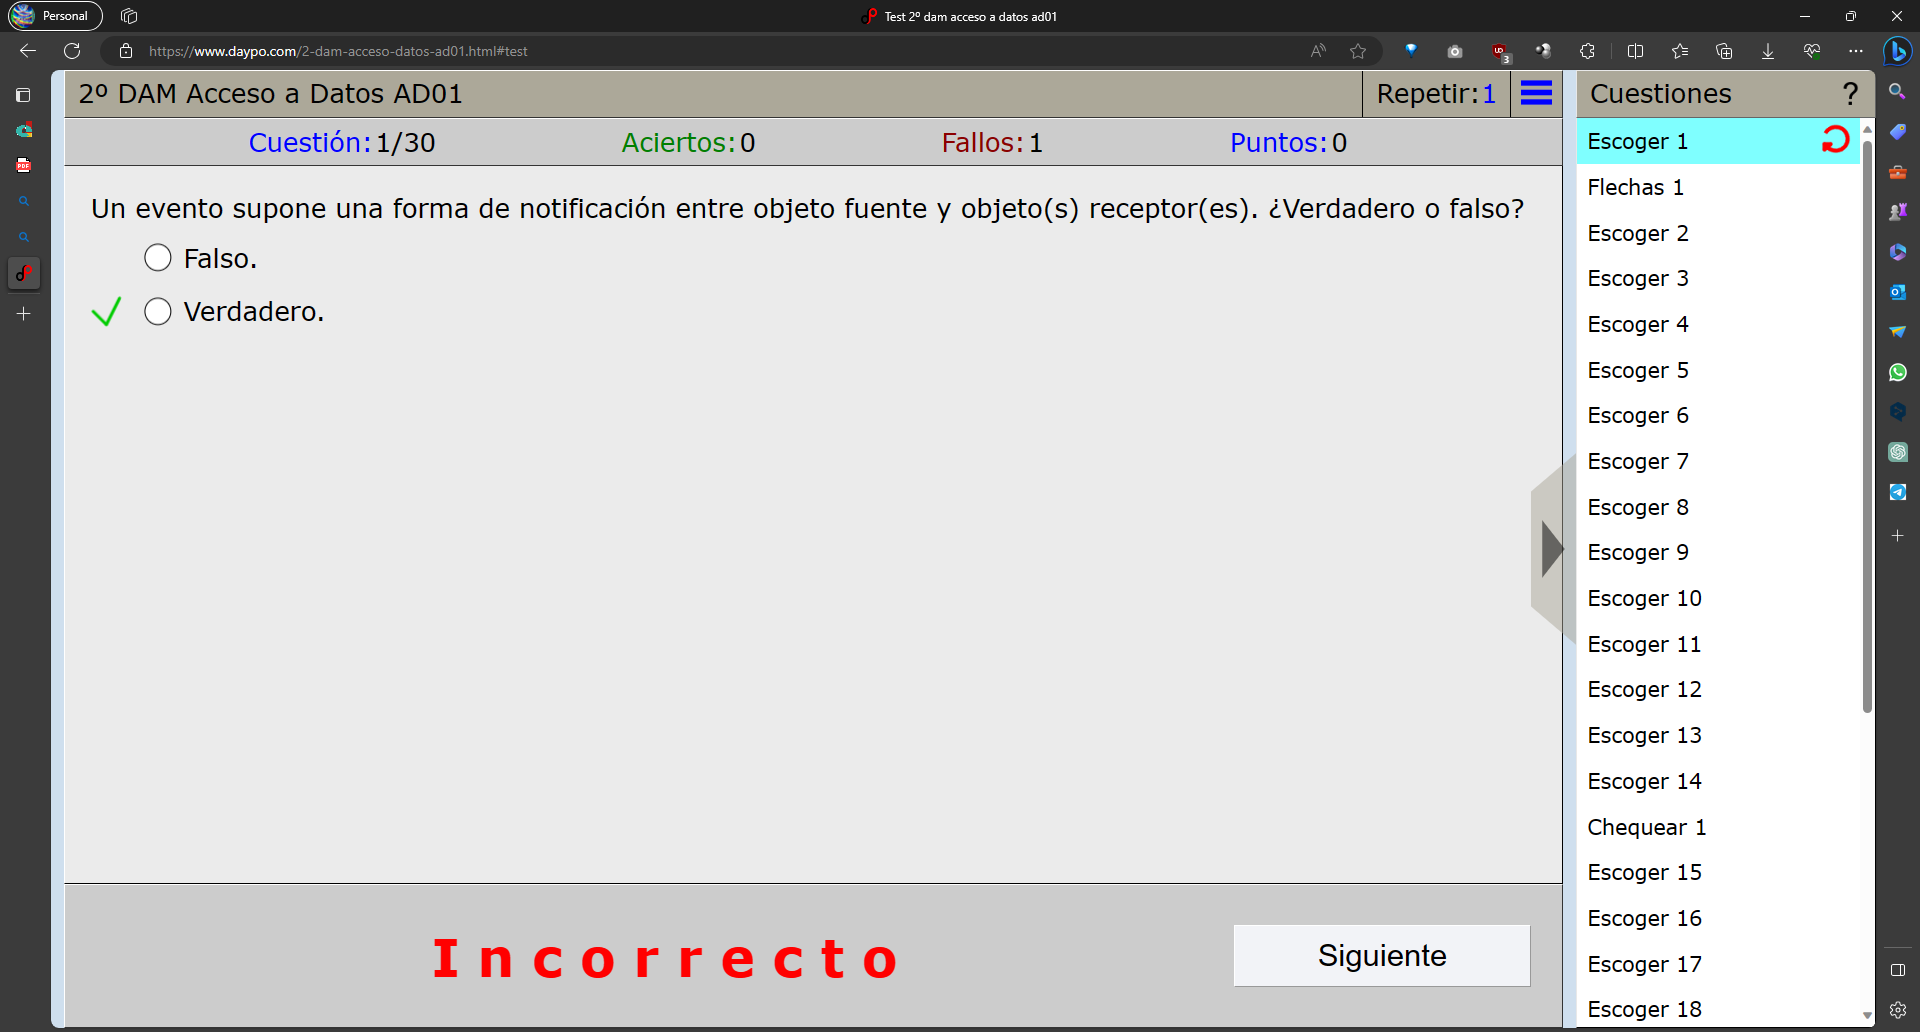 Personal
Test 2º dam acceso a datos ad01
https://www.daypo.com/2-dam-acceso-datos-ad01.html#test
2º DAM Acceso a Datos AD01
Repetir:1
Cuestiones
?
Cuestión:1/30
Aciertos:0
Fallos:1
Puntos:0
Un evento supone una forma de notificación entre objeto fuente y objeto(s) receptor(es). ¿Verdadero o falso?
Falso.
Verdadero.
Incorrecto
Siguiente
Escoger 1
Flechas 1
Escoger 2
Escoger 3
Escoger 4
Escoger 5
Escoger 6
Escoger 7
Escoger 8
Escoger 9
Escoger 10
Escoger 11
Escoger 12
Escoger 13
Escoger 14
Chequear 1
Escoger 15
Escoger 16
Escoger 17
Escoger 18
3
PDF